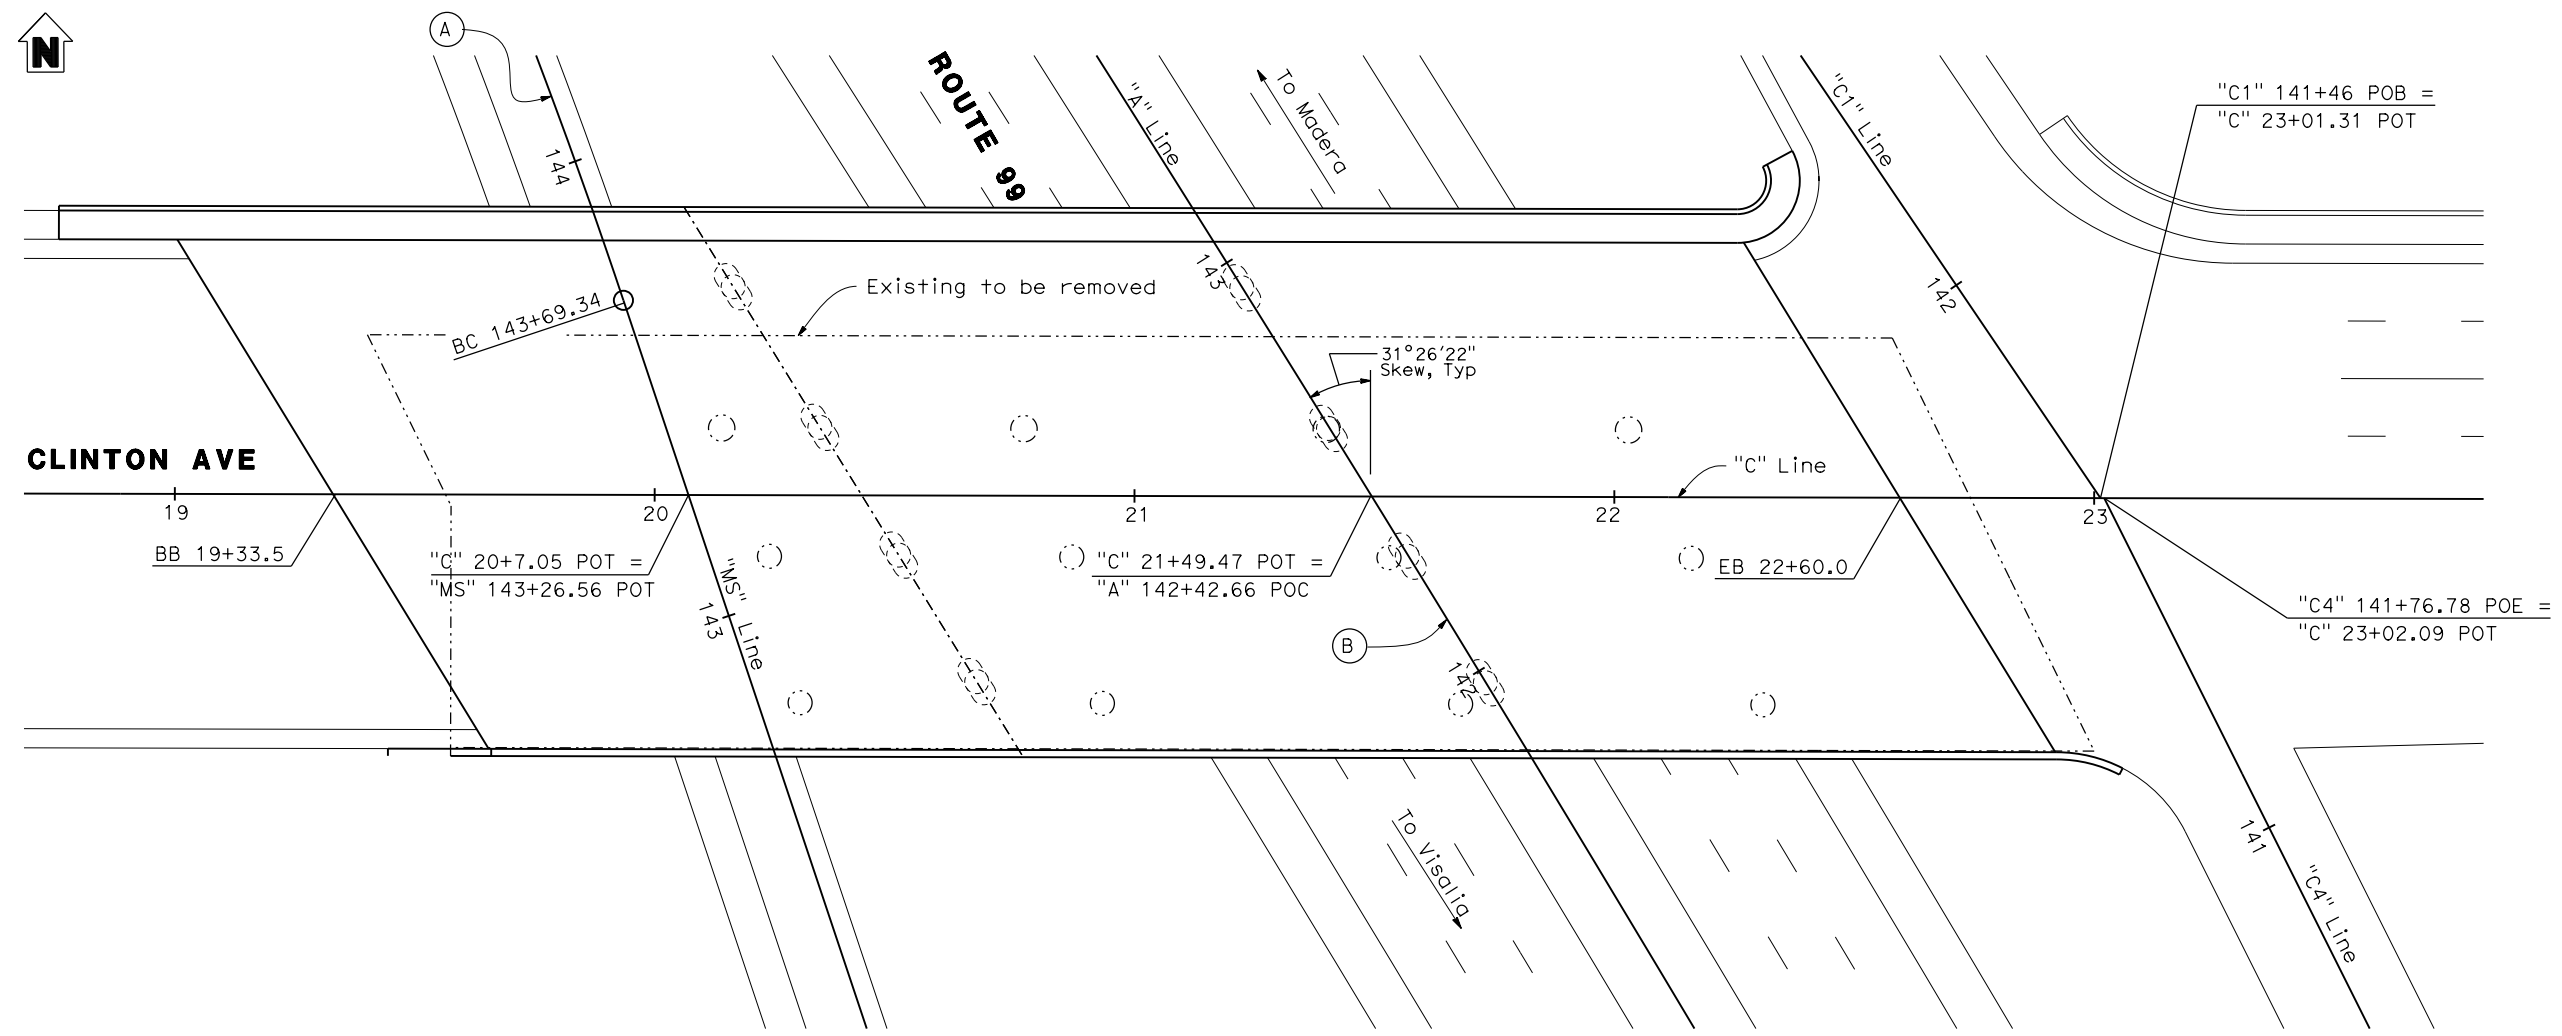 N
A
ROUTE 99
"A" Line
To Madera
"C1" Line
"C1" 141+46 POB =
"C" 23+01.31 POT
144
143
142
BC 143+69.34
Existing to be removed
31°26'22"
Skew, Typ
CLINTON AVE
"C" Line
19
20
21
22
23
BB 19+33.5
"C" 20+7.05 POT =
"MS" 143+26.56 POT
"MS" Line
143
"C" 21+49.47 POT =
"A" 142+42.66 POC
EB 22+60.0
"C4" 141+76.78 POE =
"C" 23+02.09 POT
B
142
To Visalia
141
"C4" Line